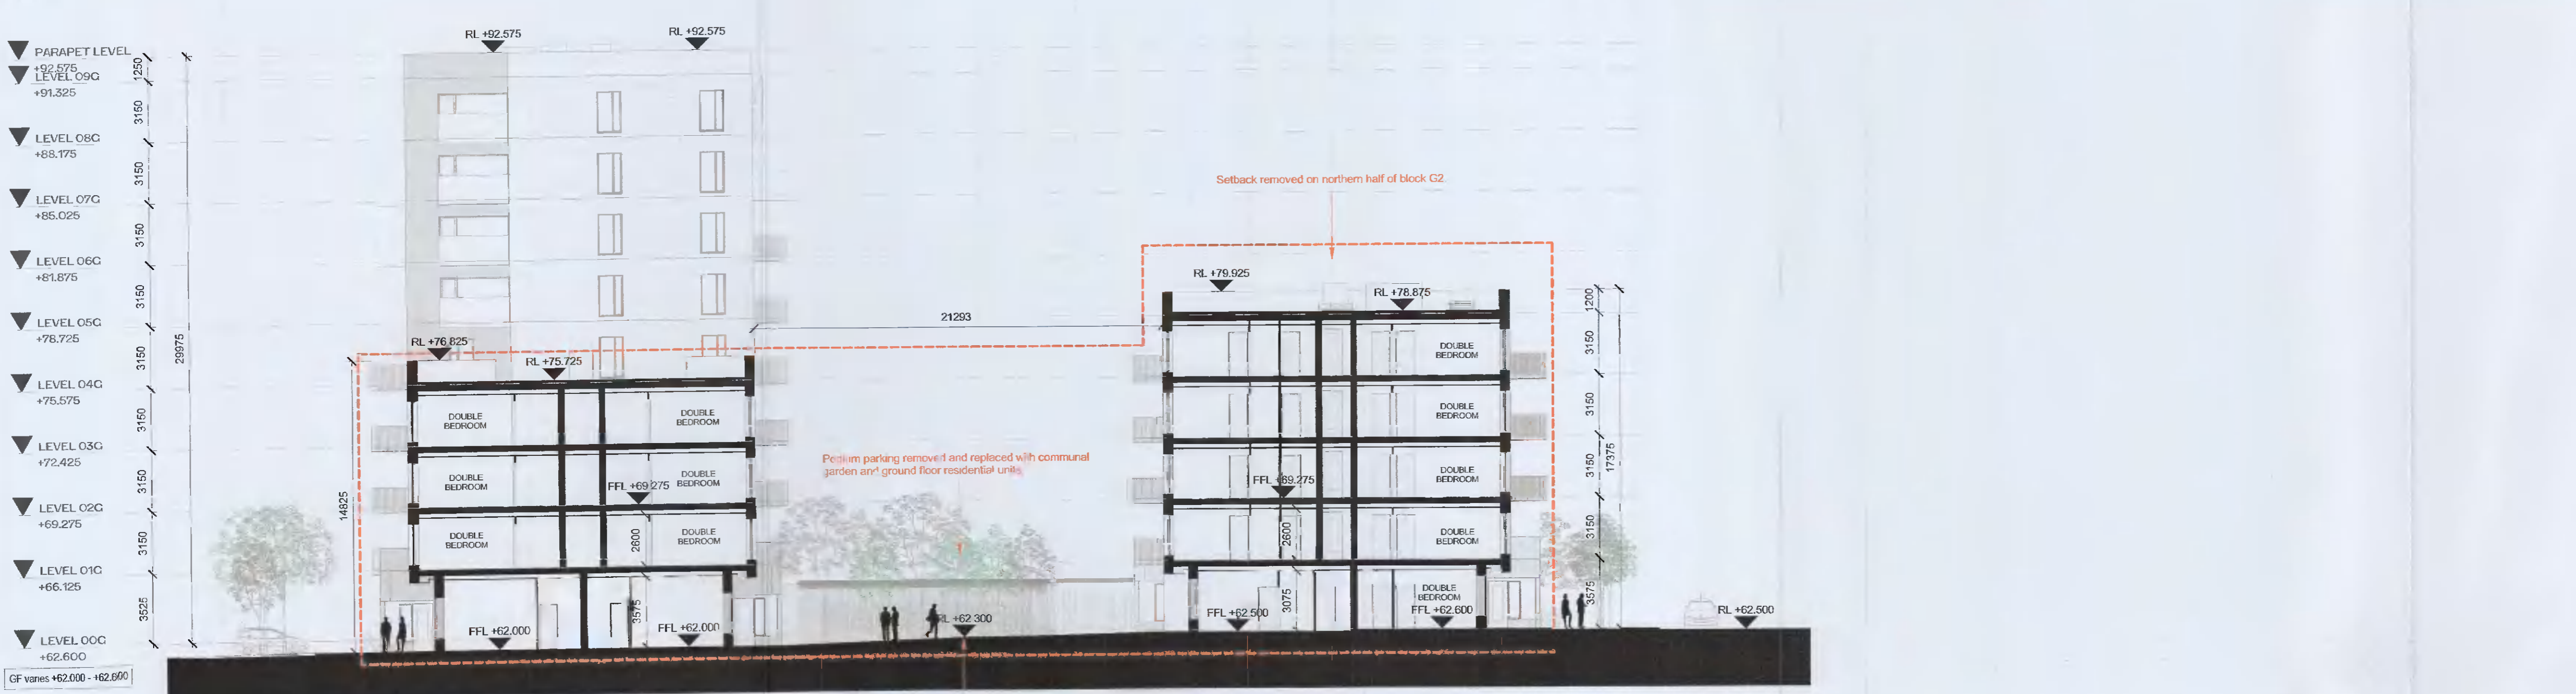 PARAPET LEVEL
+92.575
LEVEL 09G
+91.325
LEVEL 08G
+88.175
LEVEL 07G
+85.025
LEVEL 06G
+81.875
LEVEL 05G
+78.725
LEVEL 04G
+75.575
LEVEL 03G
+72.425
LEVEL 02G
+69.275
LEVEL 01G
+66.125
LEVEL 00G
+62.600
GF varies +62.000 - +62.600
1250
3150
3150
3150
3150
3150
3150
3150
3150
3525
29975
14825
RL +92.575
RL +92.575
RL +76.825
RL +75.725
DOUBLE
BEDROOM
DOUBLE
BEDROOM
DOUBLE
BEDROOM
DOUBLE
BEDROOM
FFL +69.275
DOUBLE
BEDROOM
DOUBLE
BEDROOM
2600
3575
FFL +62.000
FFL +62.000
21293
Podium parking removed and replaced with communal
garden and ground floor residential units
RL +62.300
Setback removed on northern half of block G2.
RL +79.925
RL +78.875
DOUBLE
BEDROOM
DOUBLE
BEDROOM
DOUBLE
BEDROOM
FFL +69.275
DOUBLE
BEDROOM
2600
DOUBLE
BEDROOM
3075
FFL +62.500
FFL +62.600
1200
3150
3150
3150
3150
3575
17375
RL +62.500